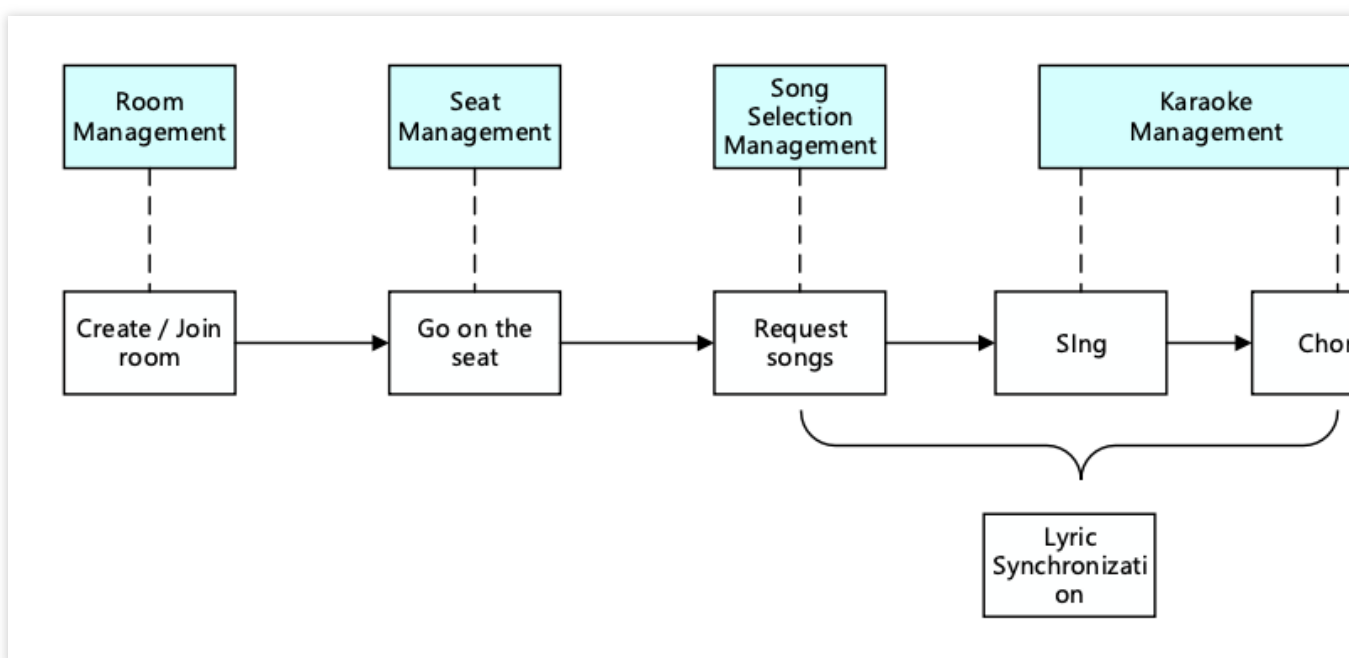 Room
Management
Seat
Management
Song
Selection
Management
Karaoke
Management
Create / Join
room
Go on the
seat
Request
songs
SIng
Lyric
Synchronizati
on